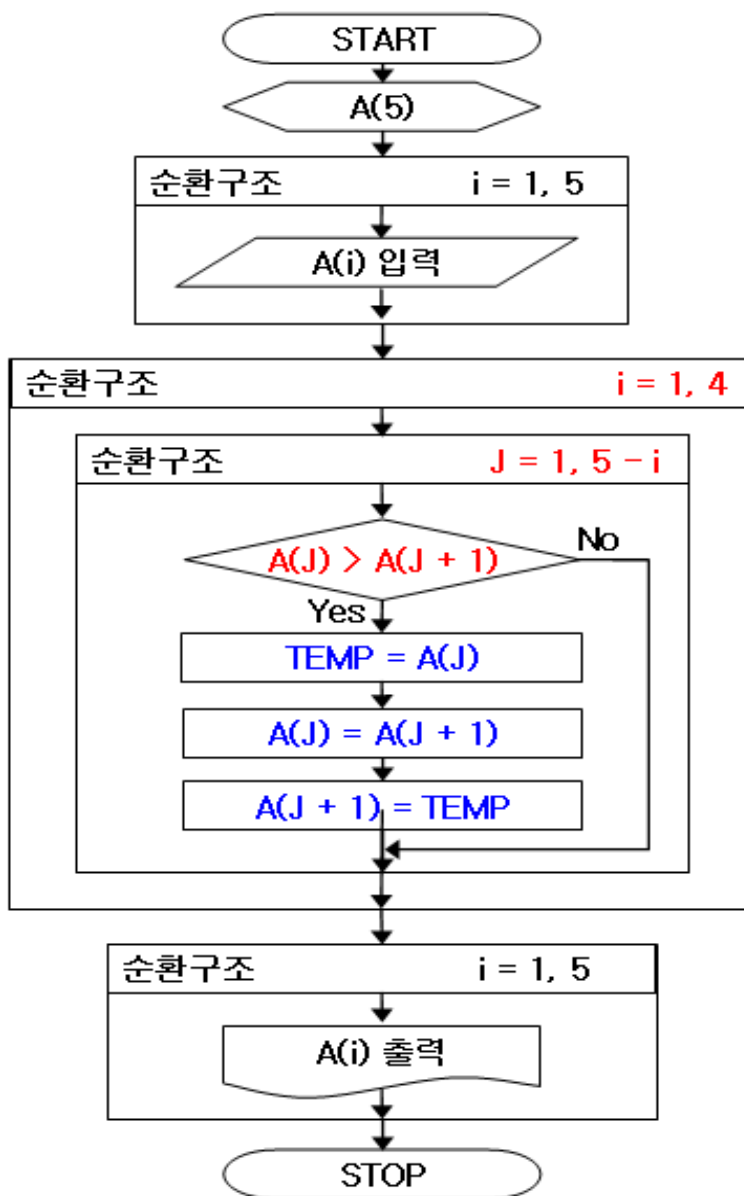 START
A(5)
순환구조 i = 1, 5
A(i) 입력
순환구조 i = 1, 4
순환구조 J = 1, 5 - i
A(J) > A(J + 1)
No
Yes
TEMP = A(J)
A(J) = A(J + 1)
A(J + 1) = TEMP
순환구조 i = 1, 5
A(i) 출력
STOP